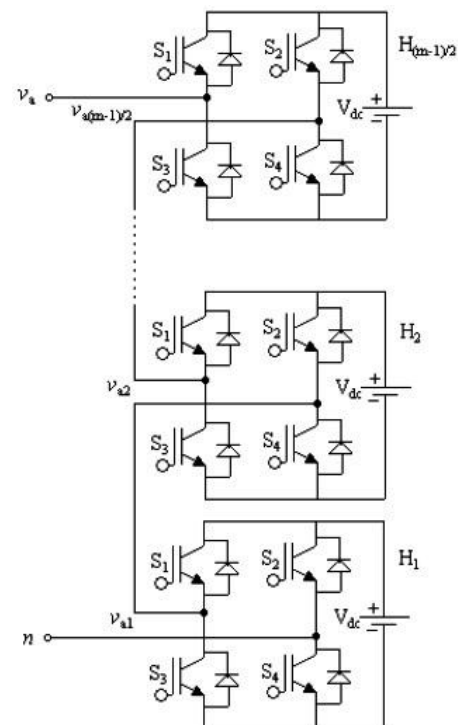 S1 S2 H(m-1)/2
va
va(m-1)/2 Vdc + −
S3 S4
S1 S2 H2
va2 Vdc + −
S3 S4
S1 S2 H1
va1 Vdc + −
n
S3 S4